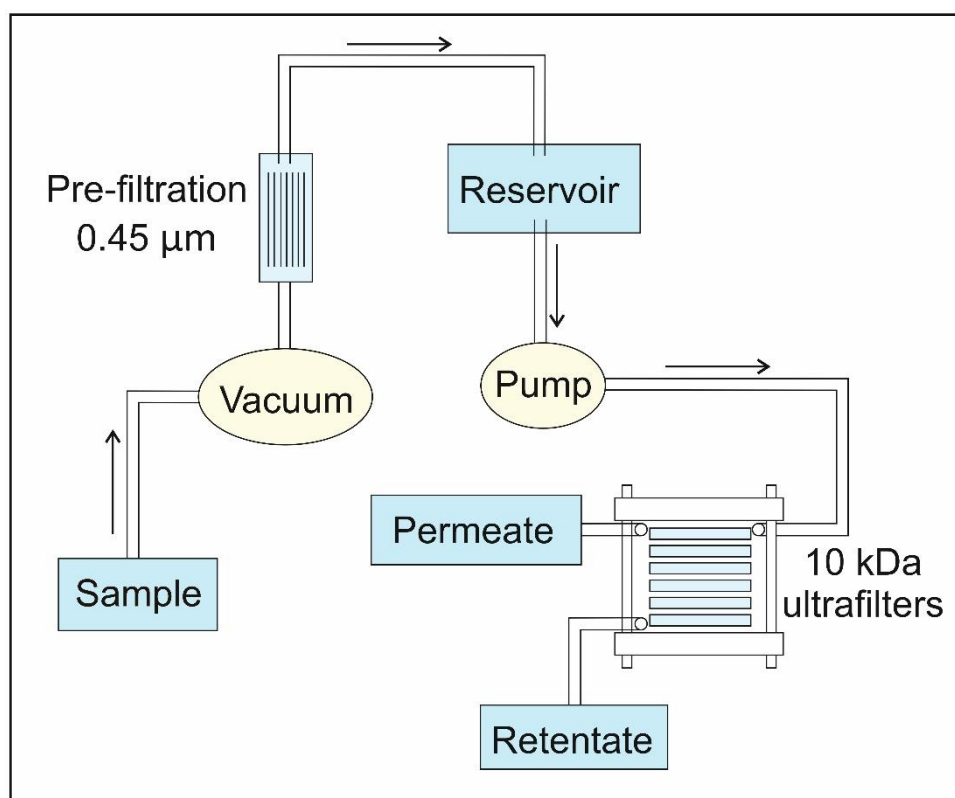 Pre-filtration
0.45 µm
Reservoir
Vacuum
Pump
Permeate
Sample
10 kDa
ultrafilters
Retentate